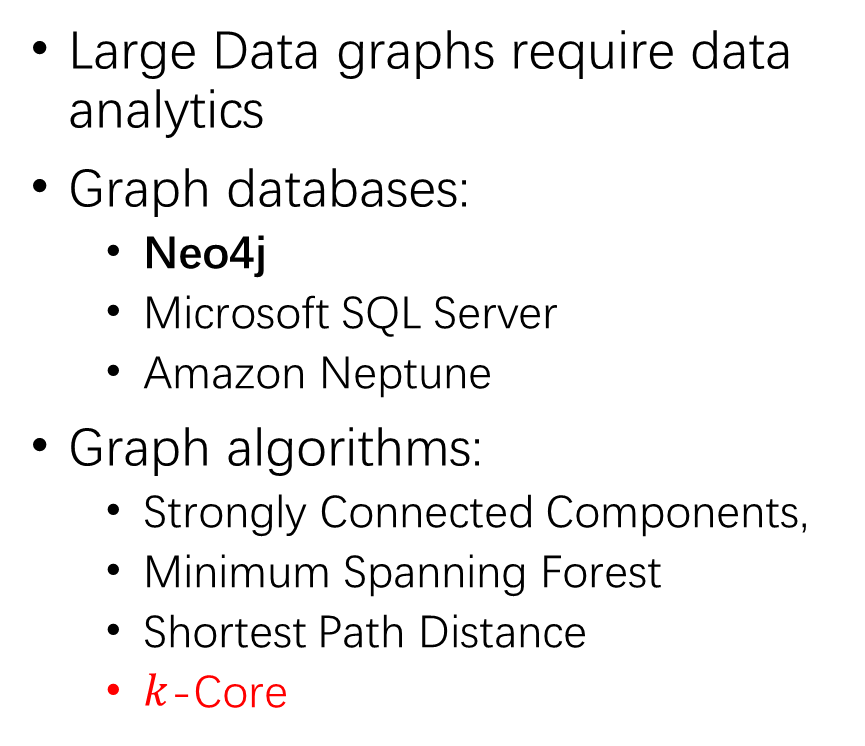 • Large Data graphs require data
analytics
• Graph databases:
• Neo4j
• Microsoft SQL Server
• Amazon Neptune
• Graph algorithms:
• Strongly Connected Components,
• Minimum Spanning Forest
• Shortest Path Distance
• k-Core